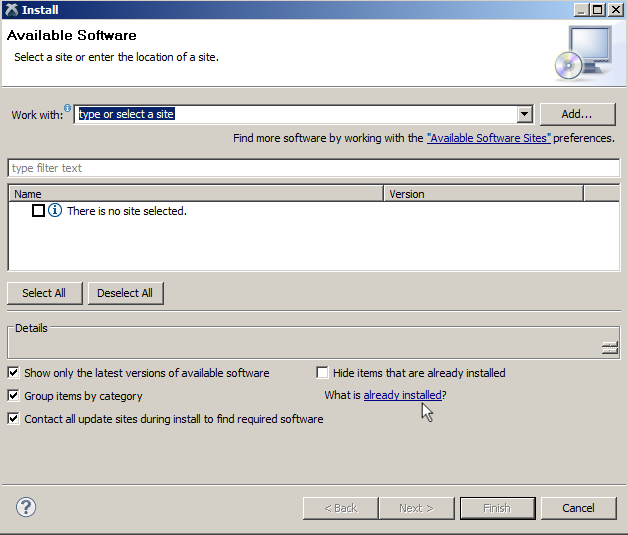 Install
Available Software
Select a site or enter the location of a site.
Work with: type or select a site Add...
Find more software by working with the "Available Software Sites" preferences.
type filter text
Name Version
There is no site selected.
Select All Deselect All
Details
Show only the latest versions of available software Hide items that are already installed
Group items by category What is already installed?
Contact all update sites during install to find required software
< Back Next > Finish Cancel